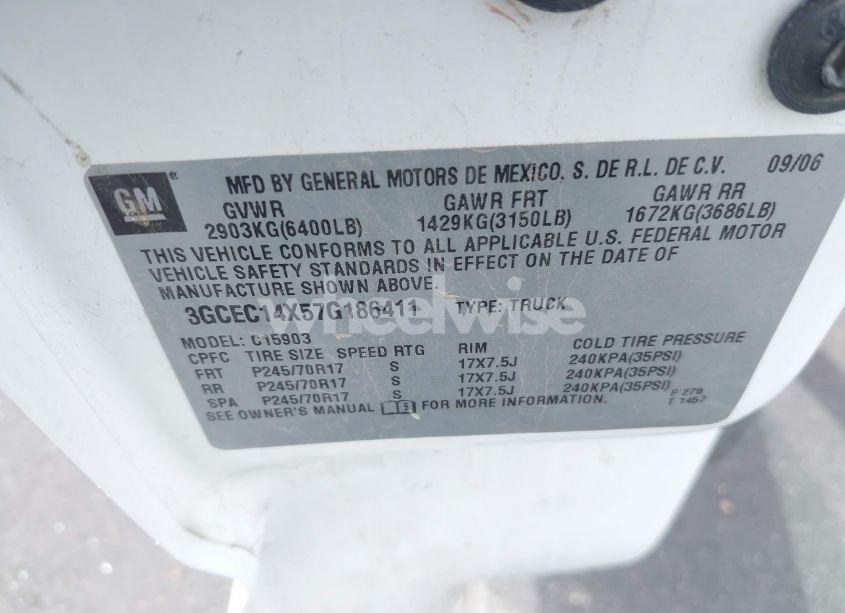 GM ®
MFD BY GENERAL MOTORS DE MEXICO, S. DE R.L. DE C.V. 09/06
GVWR GAWR FRT GAWR RR
2903KG(6400LB) 1429KG(3150LB) 1672KG(3686LB)
THIS VEHICLE CONFORMS TO ALL APPLICABLE U.S. FEDERAL MOTOR
VEHICLE SAFETY STANDARDS IN EFFECT ON THE DATE OF
MANUFACTURE SHOWN ABOVE.
3GCEC14X57G186411 TYPE: TRUCK
wheelwise
MODEL: C15903
CPFC TIRE SIZE SPEED RTG RIM COLD TIRE PRESSURE
FRT P245/70R17 S 17X7.5J 240KPA(35PSI)
RR P245/70R17 S 17X7.5J 240KPA(35PSI)
SPA P245/70R17 S 17X7.5J 240KPA(35PSI)
SEE OWNER'S MANUAL FOR MORE INFORMATION.
F 270
T 1457